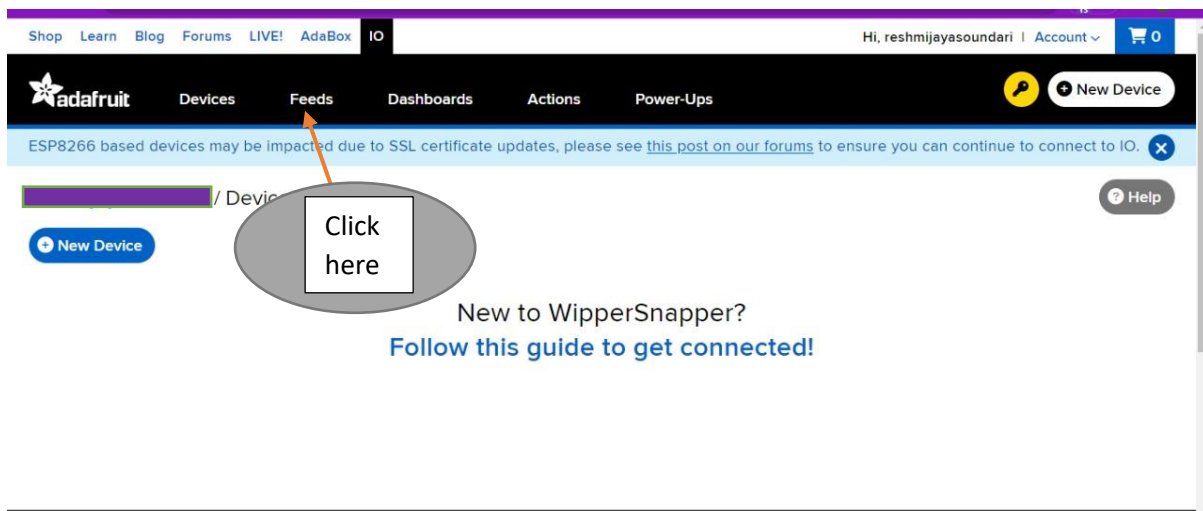 Shop Learn Blog Forums LIVE! AdaBox IO Hi, reshmijayasoundari | Account 0
adafruit Devices Feeds Dashboards Actions Power-Ups New Device
ESP8266 based devices may be impacted due to SSL certificate updates, please see this post on our forums to ensure you can continue to connect to IO.
/ Help
New Device
Click
here
New to WipperSnapper?
Follow this guide to get connected!